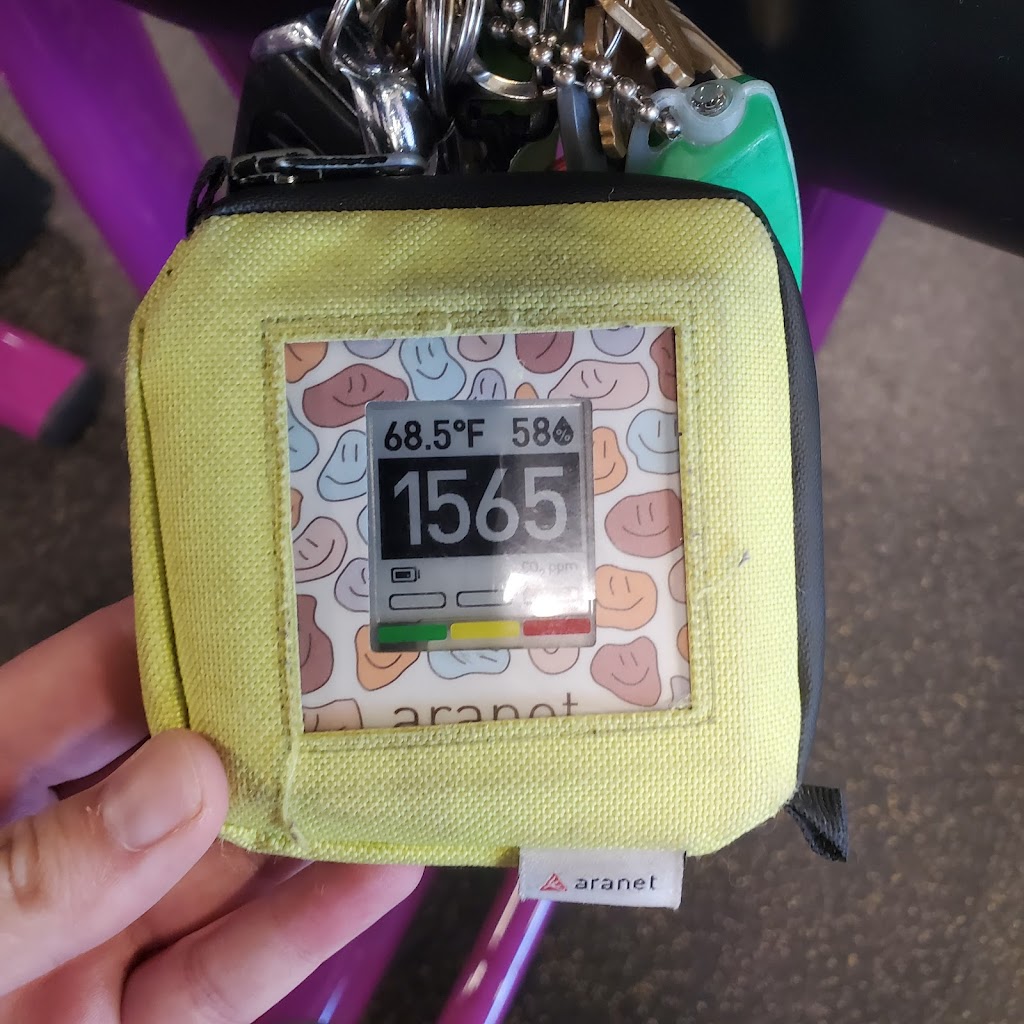 68.5°F 58%
1565
CO₂ ppm
aranet
aranet